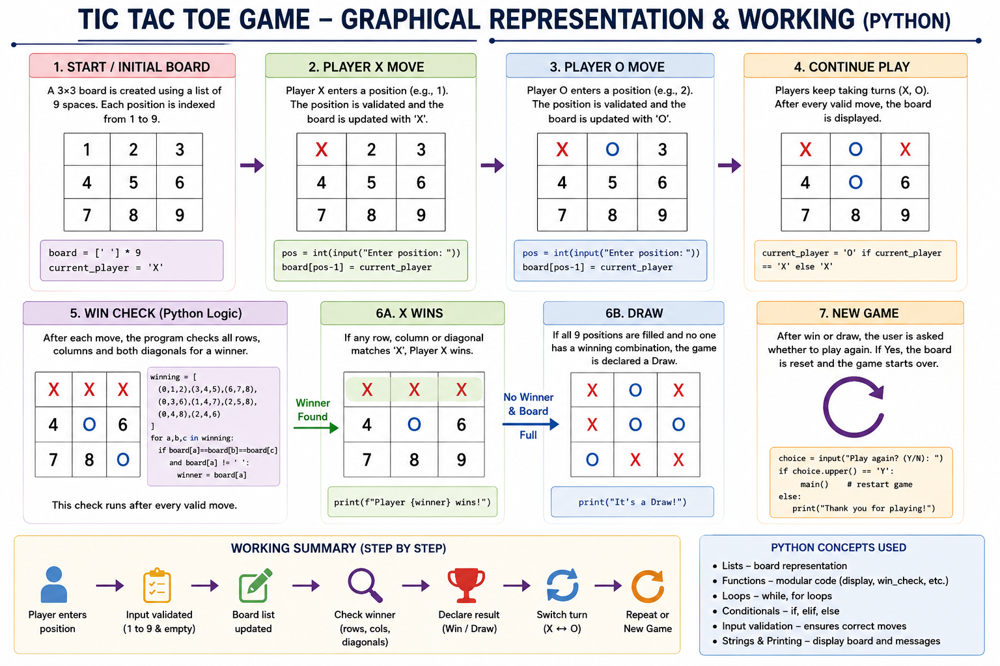 TIC TAC TOE GAME – GRAPHICAL REPRESENTATION & WORKING (PYTHON)
1. START / INITIAL BOARD
A 3×3 board is created using a list of
9 spaces. Each position is indexed
from 1 to 9.
1 2 3
4 5 6
7 8 9
board = [' '] * 9
current_player = 'X'
2. PLAYER X MOVE
Player X enters a position (e.g., 1).
The position is validated and the
board is updated with ‘X’.
X 2 3
4 5 6
7 8 9
pos = int(input("Enter position: "))
board[pos-1] = current_player
3. PLAYER O MOVE
Player O enters a position (e.g., 2).
The position is validated and the
board is updated with ‘O’.
X O 3
4 5 6
7 8 9
pos = int(input("Enter position: "))
board[pos-1] = current_player
4. CONTINUE PLAY
Players keep taking turns (X, O).
After every valid move, the board
is displayed.
X O X
4 O 6
7 8 9
current_player = 'O' if current_player
== 'X' else 'X'
5. WIN CHECK (Python Logic)
After each move, the program checks all rows,
columns and both diagonals for a winner.
X X X
4 O 6
7 8 O
winning = [
(0,1,2),(3,4,5),(6,7,8),
(0,3,6),(1,4,7),(2,5,8),
(0,4,8),(2,4,6)
]
for a,b,c in winning:
if board[a]==board[b]==board[c]
and board[a] != ' ':
winner = board[a]
This check runs after every valid move.
Winner
Found
6A. X WINS
If any row, column or diagonal
matches ‘X’, Player X wins.
X X X
4 O 6
7 8 9
print(f"Player {winner} wins!")
No Winner
& Board
Full
6B. DRAW
If all 9 positions are filled and no one
has a winning combination, the game
is declared a Draw.
X O X
X O O
O X X
print("It's a Draw!")
7. NEW GAME
After win or draw, the user is asked
whether to play again. If Yes, the board
is reset and the game starts over.
choice = input("Play again? (Y/N): ")
if choice.upper() == 'Y':
main() # restart game
else:
print("Thank you for playing!")
WORKING SUMMARY (STEP BY STEP)
Player enters
position
Input validated
(1 to 9 & empty)
Board list
updated
Check winner
(rows, cols,
diagonals)
Declare result
(Win / Draw)
Switch turn
(X ↔ O)
Repeat or
New Game
PYTHON CONCEPTS USED
• Lists – board representation
• Functions – modular code (display, win_check, etc.)
• Loops – while, for loops
• Conditionals – if, elif, else
• Input validation – ensures correct moves
• Strings & Printing – display board and messages